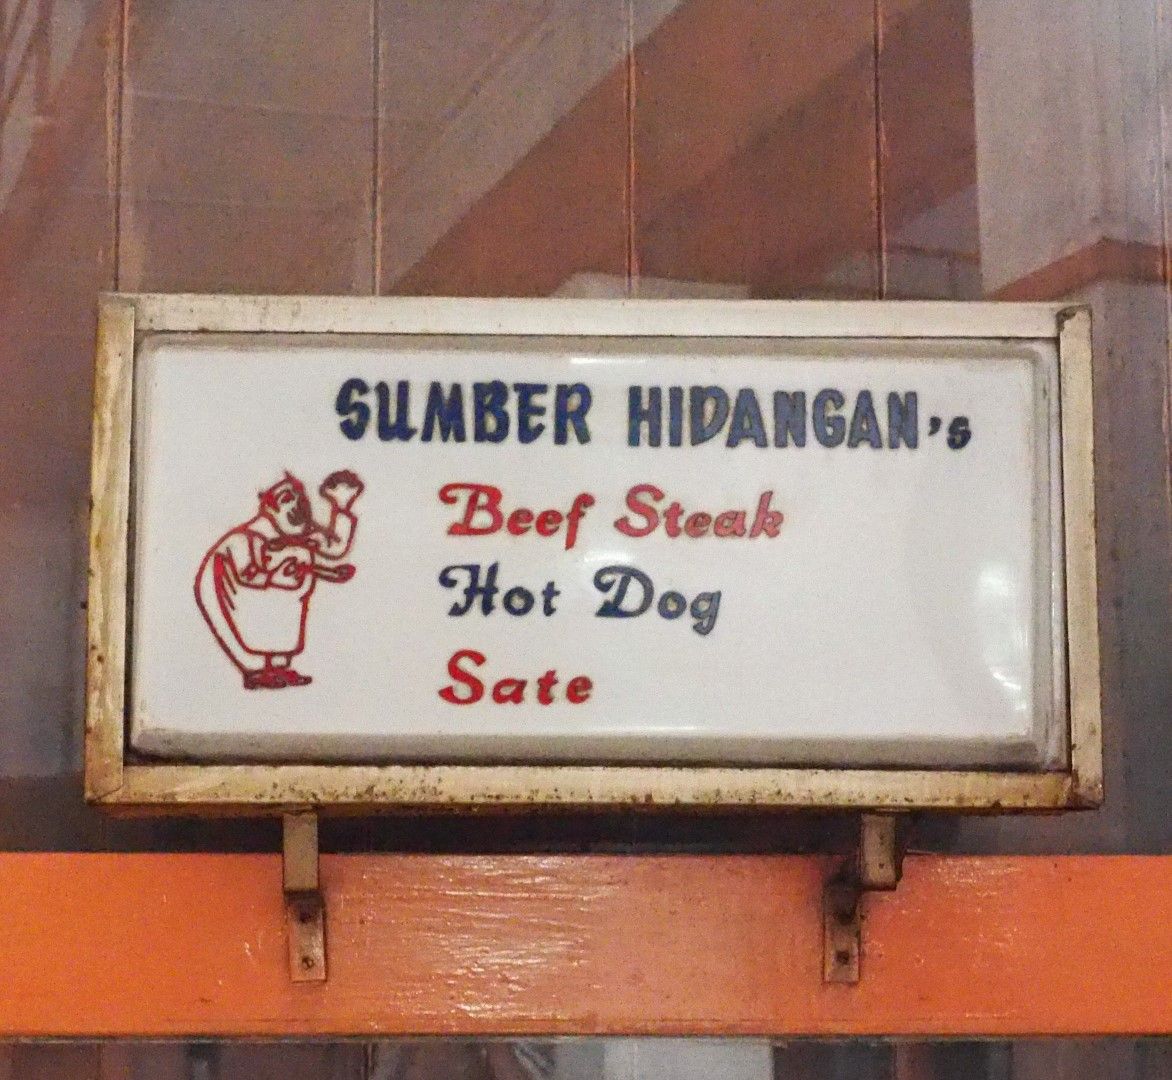 SUMBER HIDANGAN's
Beef Steak
Hot Dog
Sate